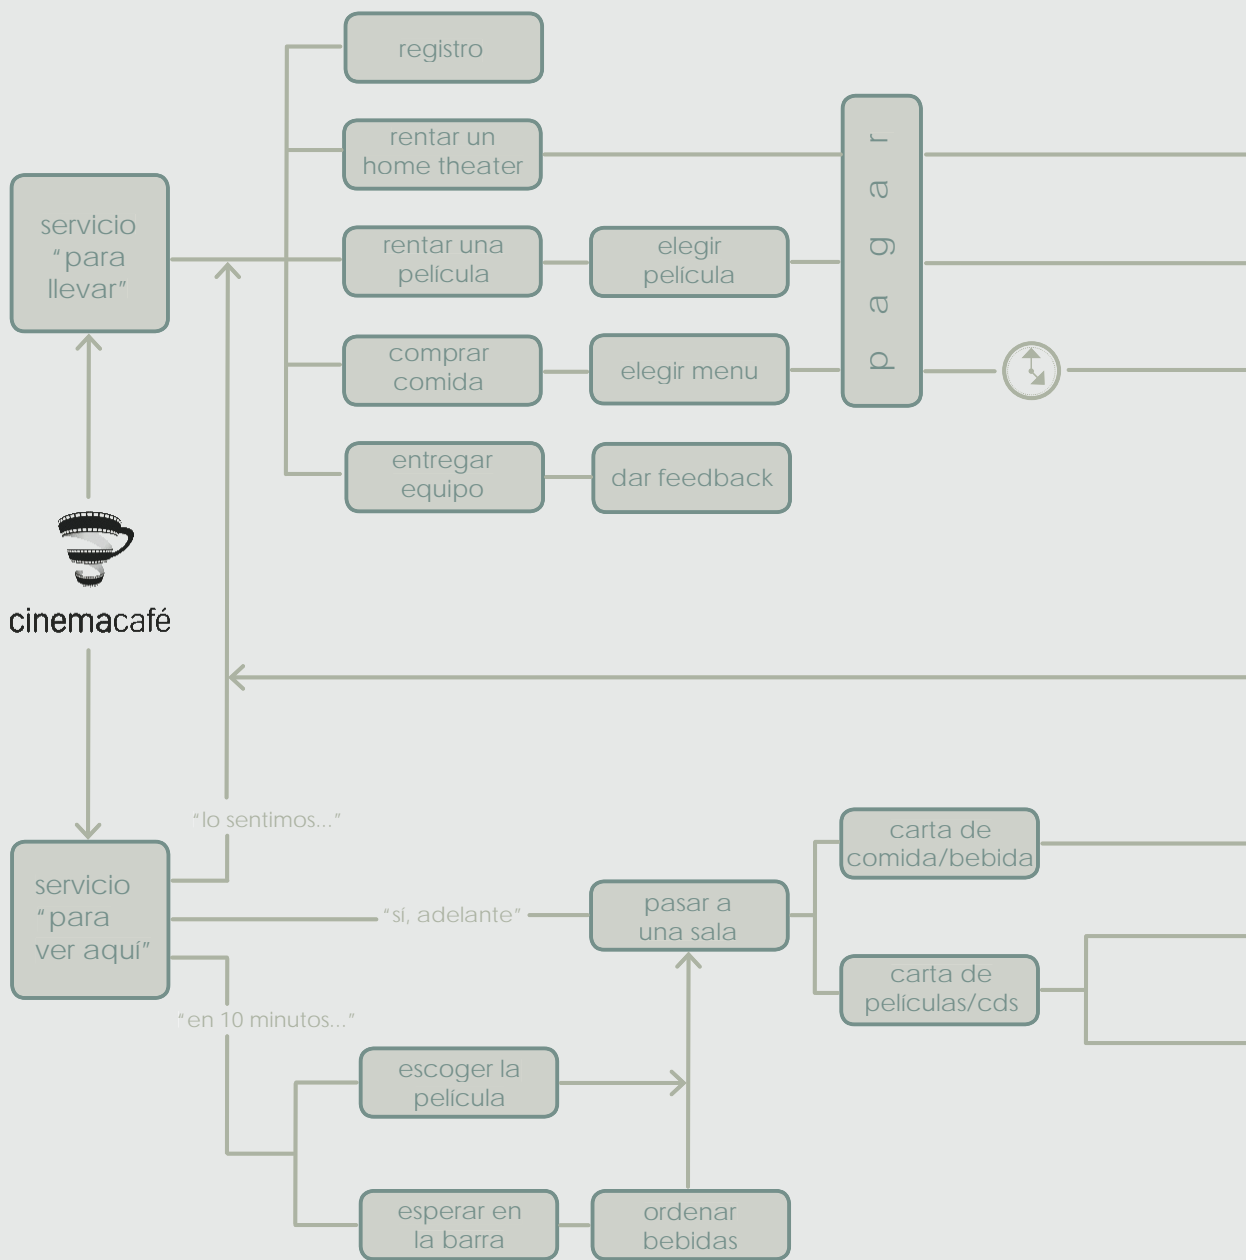 registro
rentar un
home theater
servicio
"para
llevar"
rentar una
película
elegir
película
pagar
comprar
comida
elegir menu
entregar
equipo
dar feedback
cinemacafé
"lo sentimos..."
servicio
"para
ver aquí"
"sí, adelante"
pasar a
una sala
carta de
comida/bebida
carta de
películas/cds
"en 10 minutos..."
escoger la
película
esperar en
la barra
ordenar
bebidas